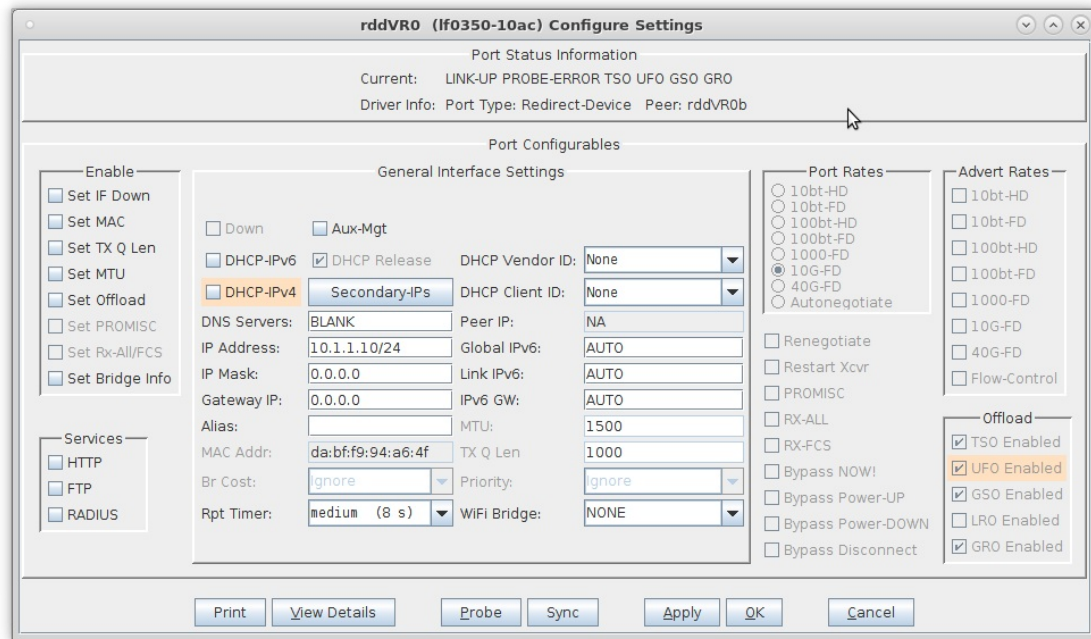 rddVR0 (lf0350-10ac) Configure Settings
Port Status Information
Current: LINK-UP PROBE-ERROR TSO UFO GSO GRO
Driver Info: Port Type: Redirect-Device Peer: rddVR0b
Port Configurables
Enable
Set IF Down
Set MAC
Set TX Q Len
Set MTU
Set Offload
Set PROMISC
Set Rx-All/FCS
Set Bridge Info
Services
HTTP
FTP
RADIUS
General Interface Settings
Down Aux-Mgt
DHCP-IPv6 DHCP Release DHCP Vendor ID: None
DHCP-IPv4 Secondary-IPs DHCP Client ID: None
DNS Servers: BLANK Peer IP: NA
IP Address: 10.1.1.10/24 Global IPv6: AUTO
IP Mask: 0.0.0.0 Link IPv6: AUTO
Gateway IP: 0.0.0.0 IPv6 GW: AUTO
Alias: MTU: 1500
MAC Addr: da:bf:f9:94:a6:4f TX Q Len 1000
Br Cost: Ignore Priority: Ignore
Rpt Timer: medium (8 s) WiFi Bridge: NONE
Port Rates
10bt-HD
10bt-FD
100bt-HD
100bt-FD
1000-FD
10G-FD
40G-FD
Autonegotiate
Renegotiate
Restart Xcvr
PROMISC
RX-ALL
RX-FCS
Bypass NOW!
Bypass Power-UP
Bypass Power-DOWN
Bypass Disconnect
Advert Rates
10bt-HD
10bt-FD
100bt-HD
100bt-FD
1000-FD
10G-FD
40G-FD
Flow-Control
Offload
TSO Enabled
UFO Enabled
GSO Enabled
LRO Enabled
GRO Enabled
Print View Details Probe Sync Apply OK Cancel